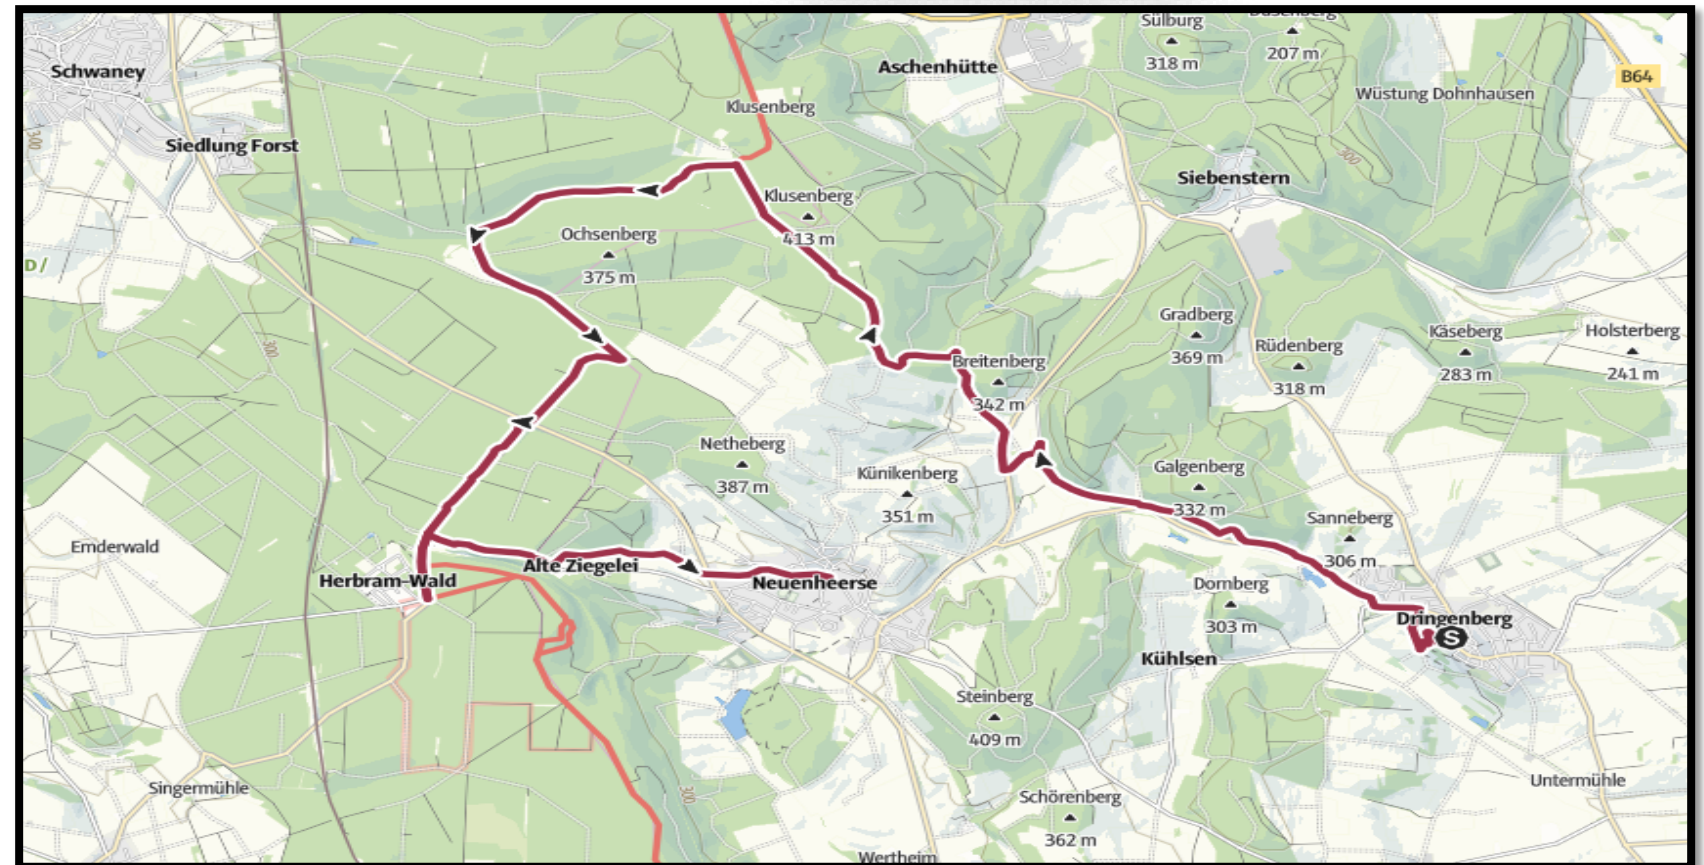 Sülburg
318 m
207 m
Schwaney
Aschenhütte
B64
Wüstung Dohnhausen
Klusenberg
300
Siedlung Forst
300
Siebenstern
Klusenberg
413 m
Ochsenberg
375 m
D/
Gradberg
369 m
Käseberg
283 m
Holsterberg
241 m
Rüdenberg
318 m
300
Breitenberg
342 m
Netheberg
387 m
Künikenberg
351 m
Galgenberg
332 m
Sanneberg
306 m
Emderwald
Alte Ziegelei
Herbram-Wald
Neuenheerse
Dornberg
303 m
Dringenberg
S
Kühlsen
Steinberg
409 m
Singermühle
300
Untermühle
Schörenberg
362 m
Wertheim